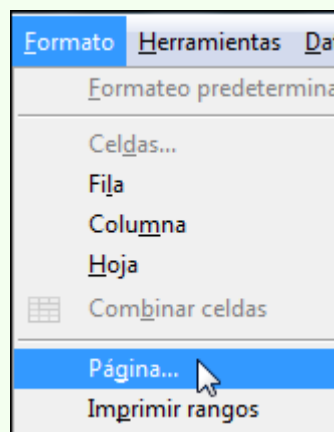 Formato Herramientas
Celdas...
Fila
Columna
Hoja
Combinar celdas
Página...
Imprimir rangos